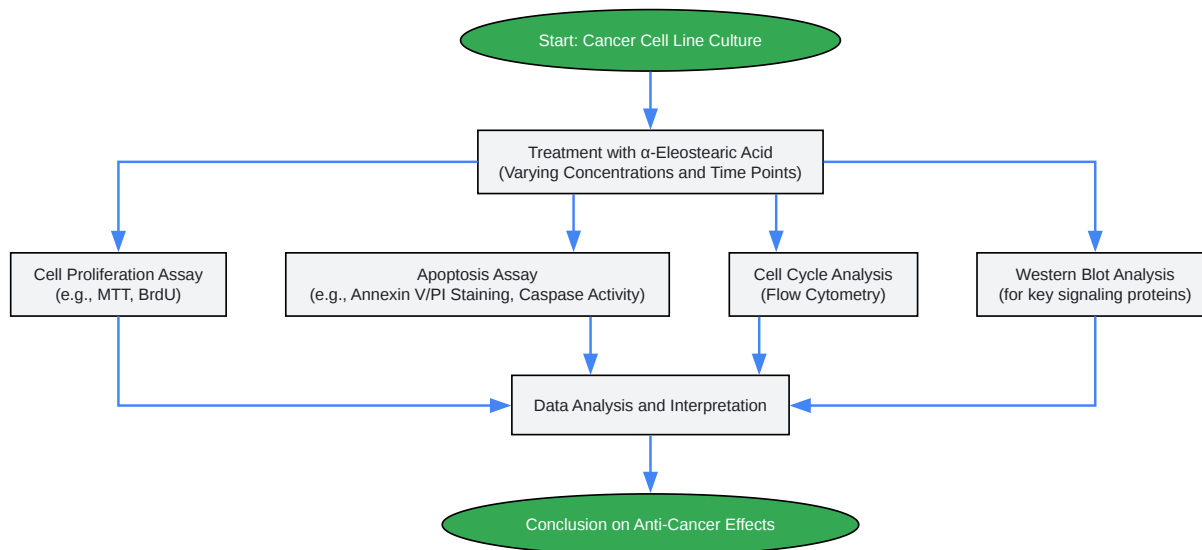 Start: Cancer Cell Line Culture
Treatment with α-Eleostearic Acid
(Varying Concentrations and Time Points)
Cell Proliferation Assay
(e.g., MTT, BrdU)
Apoptosis Assay
(e.g., Annexin V/PI Staining, Caspase Activity)
Cell Cycle Analysis
(Flow Cytometry)
Western Blot Analysis
(for key signaling proteins)
Data Analysis and Interpretation
Conclusion on Anti-Cancer Effects